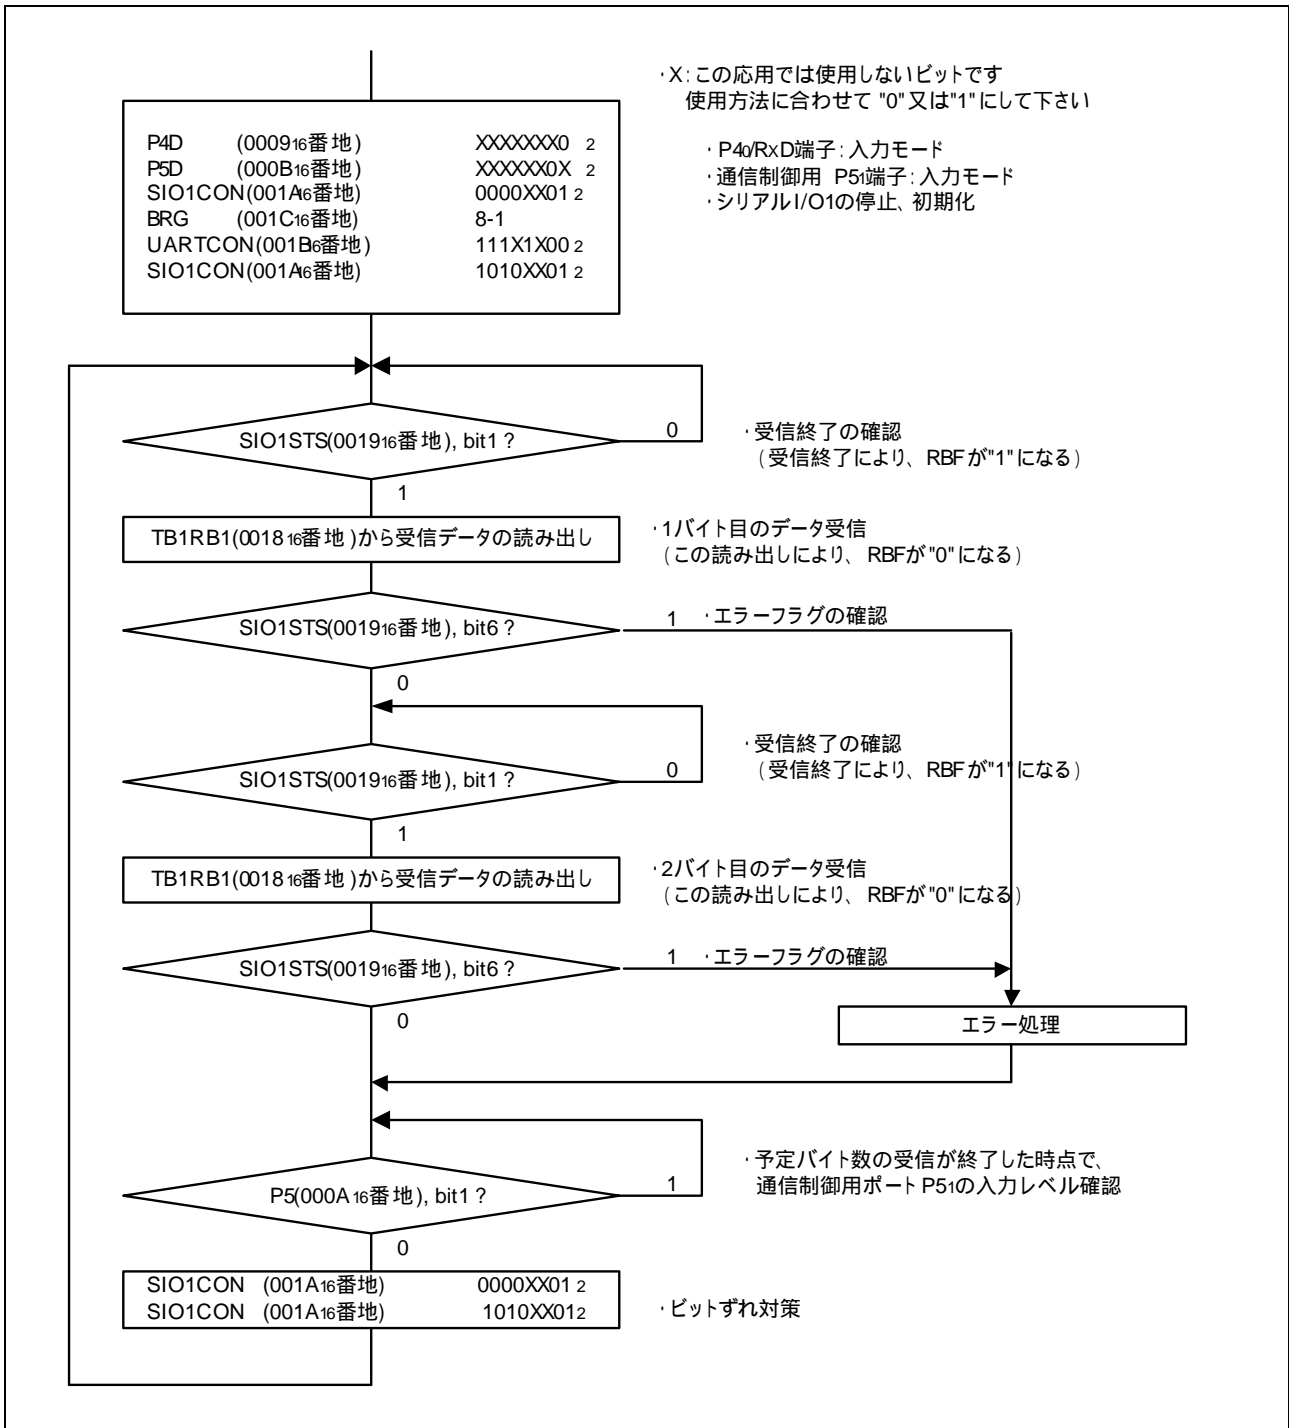 ・X:この応用では使用しないビットです
使用方法に合わせて "0"又は"1"にして下さい
P4D (000916番地) XXXXXXX0 2
P5D (000B16番地) XXXXXX0X 2
SIO1CON(001A16番地) 0000XX01 2
BRG (001C16番地) 8-1
UARTCON(001B16番地) 111X1X00 2
SIO1CON(001A16番地) 1010XX01 2
・P40/RxD端子:入力モード
・通信制御用 P51端子:入力モード
・シリアルI/O1の停止、初期化
SIO1STS(001916番地), bit1 ?
0
・受信終了の確認
(受信終了により、RBFが"1"になる)
1
TB1RB1(001816番地)から受信データの読み出し
・1バイト目のデータ受信
(この読み出しにより、RBFが"0"になる)
SIO1STS(001916番地), bit6 ?
1 ・エラーフラグの確認
0
SIO1STS(001916番地), bit1 ?
0
・受信終了の確認
(受信終了により、RBFが"1"になる)
1
TB1RB1(001816番地)から受信データの読み出し
・2バイト目のデータ受信
(この読み出しにより、RBFが"0"になる)
SIO1STS(001916番地), bit6 ?
1 ・エラーフラグの確認
0
エラー処理
P5(000A16番地), bit1 ?
1
・予定バイト数の受信が終了した時点で、
通信制御用ポートP51の入力レベル確認
0
SIO1CON (001A16番地) 0000XX01 2
SIO1CON (001A16番地) 1010XX012
・ビットずれ対策